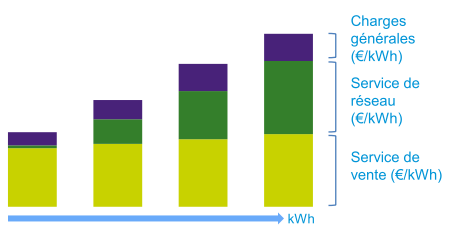 Charges
générales
(€/kWh)
Service de
réseau
(€/kWh)
Service de
vente (€/kWh)
kWh